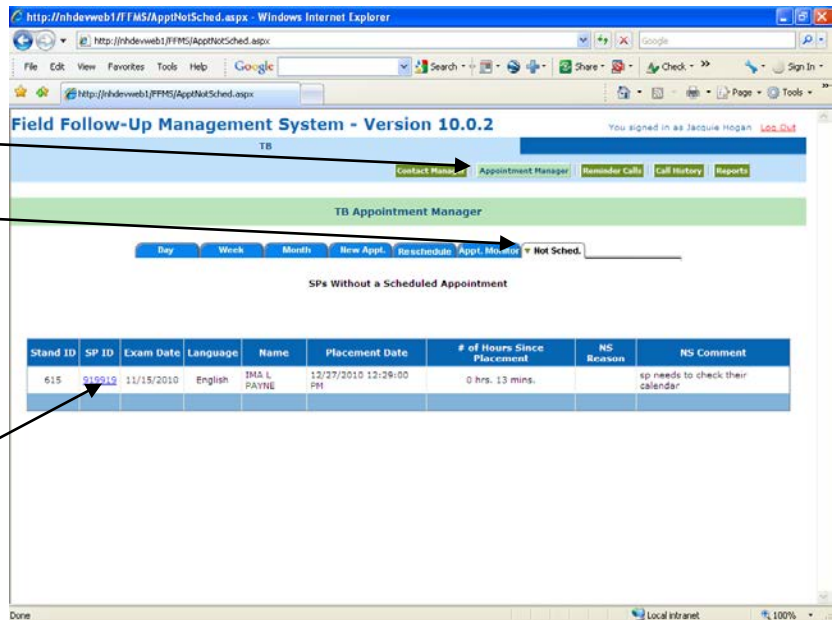 http://nhdevweb1/FFMS/ApptNotSched.aspx - Windows Internet Explorer
http://nhdevweb1/FFMS/ApptNotSched.aspx
Google
File Edit View Favorites Tools Help Google Search Share Check >> Sign In
http://nhdevweb1/FFMS/ApptNotSched.aspx Page Tools >>
Field Follow-Up Management System - Version 10.0.2 You signed in as Jacquie Hogan. Log Out
TB
Contact Manager Appointment Manager Reminder Calls Call History Reports
TB Appointment Manager
Day Week Month New Appt. Reschedule Appt. Monitor Not Sched.
SPs Without a Scheduled Appointment
Stand ID SP ID Exam Date Language Name Placement Date # of Hours Since Placement NS Reason NS Comment
615 919919 11/15/2010 English IMA L PAYNE 12/27/2010 12:29:00 PM 0 hrs. 13 mins. sp needs to check their calendar
Done Local intranet 100%